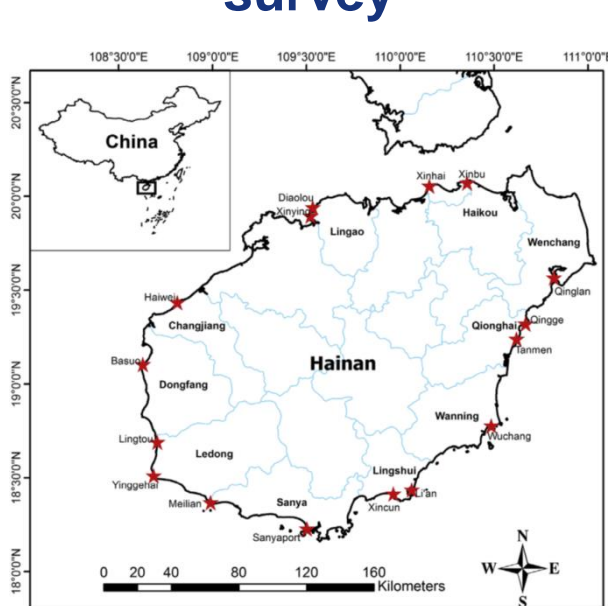 survey
108°30'0"E 109°0'0"E 109°30'0"E 110°0'0"E 110°30'0"E 111°0'0"E
20°30'0"N
20°0'0"N
19°30'0"N
19°0'0"N
18°30'0"N
18°0'0"N
China
Xinhai
Xinbu
Diaolou
Xinying
Haikou
Lingao
Wenchang
Qinglan
Haiwei
Changjiang
Qionghai
Qingge
Tanmen
Basuo
Hainan
Dongfang
Wanning
Wuchang
Lingtou
Ledong
Lingshui
Yinggehai
Li'an
Meilian
Sanya
Xincun
Sanyaport
N
W E
S
0 20 40 80 120 160
Kilometers